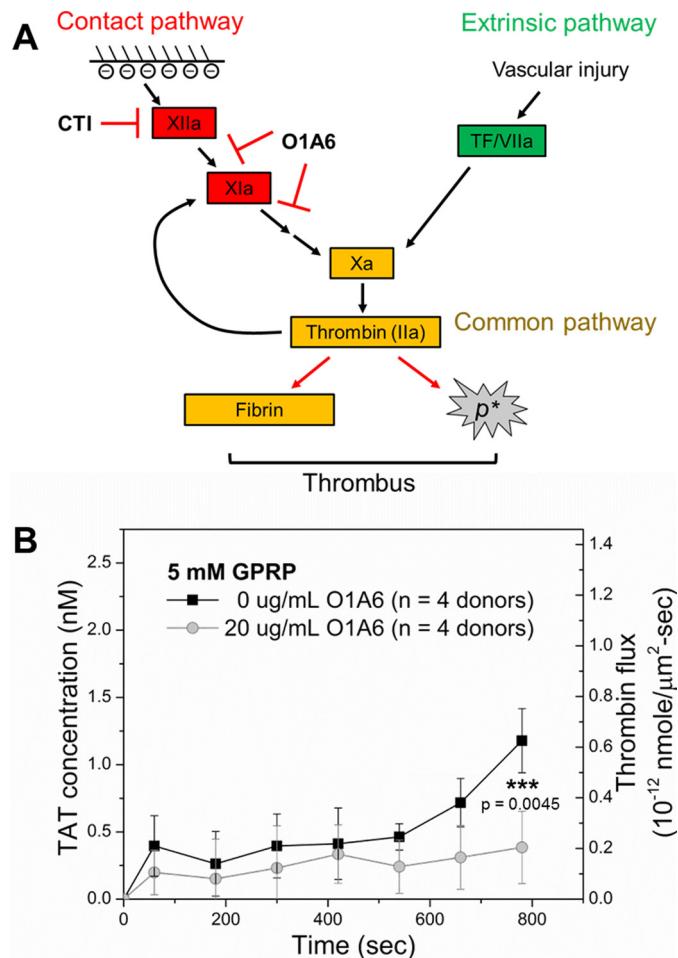 A
Contact pathway
Extrinsic pathway
Vascular injury
CTI
XIIa
O1A6
TF/VIIa
XIa
Xa
Thrombin (IIa)
Common pathway
Fibrin
p*
Thrombus
B
5 mM GPRP
0 ug/mL O1A6 (n = 4 donors)
20 ug/mL O1A6 (n = 4 donors)
TAT concentration (nM)
2.5
2.0
1.5
1.0
0.5
0.0
1.4
1.2
1.0
0.8
0.6
0.4
0.2
0.0
Thrombin flux
(10⁻¹² nmole/μm²-sec)
***
p = 0.0045
0 200 400 600 800
Time (sec)